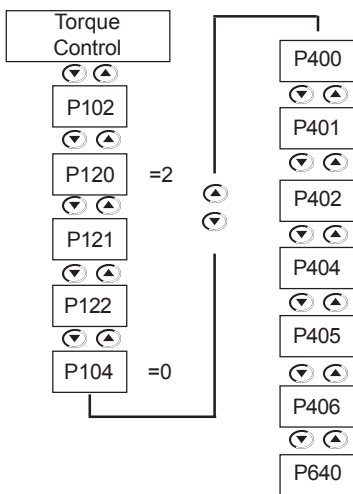 Torque
Control
P102
P120 =2
P121
P122
P104 =0
P400
P401
P402
P404
P405
P406
P640